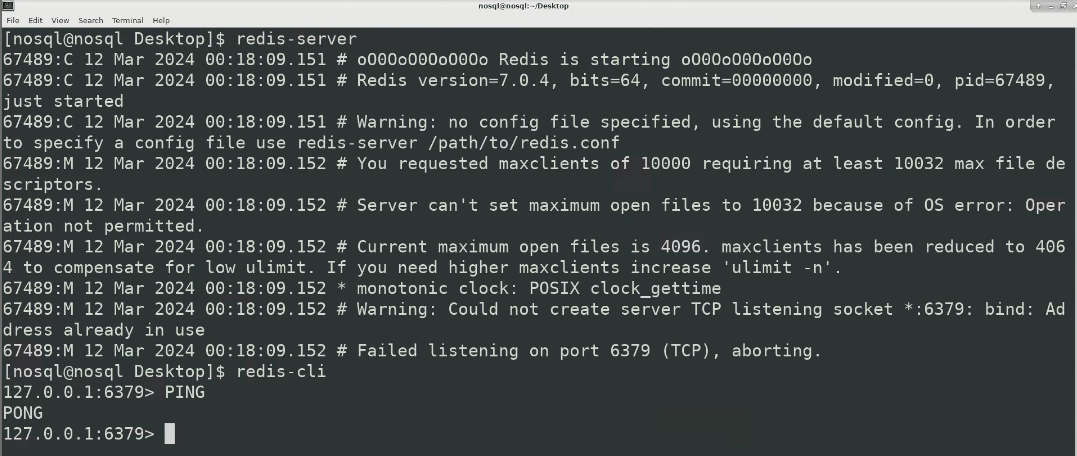 nosql@nosql:~/Desktop
File Edit View Search Terminal Help
[nosql@nosql Desktop]$ redis-server
67489:C 12 Mar 2024 00:18:09.151 # oO0OoO0OoO0Oo Redis is starting oO0OoO0OoO0Oo
67489:C 12 Mar 2024 00:18:09.151 # Redis version=7.0.4, bits=64, commit=00000000, modified=0, pid=67489,
just started
67489:C 12 Mar 2024 00:18:09.151 # Warning: no config file specified, using the default config. In order
to specify a config file use redis-server /path/to/redis.conf
67489:M 12 Mar 2024 00:18:09.152 # You requested maxclients of 10000 requiring at least 10032 max file de
scriptors.
67489:M 12 Mar 2024 00:18:09.152 # Server can't set maximum open files to 10032 because of OS error: Oper
ation not permitted.
67489:M 12 Mar 2024 00:18:09.152 # Current maximum open files is 4096. maxclients has been reduced to 406
4 to compensate for low ulimit. If you need higher maxclients increase 'ulimit -n'.
67489:M 12 Mar 2024 00:18:09.152 * monotonic clock: POSIX clock_gettime
67489:M 12 Mar 2024 00:18:09.152 # Warning: Could not create server TCP listening socket *:6379: bind: Ad
dress already in use
67489:M 12 Mar 2024 00:18:09.152 # Failed listening on port 6379 (TCP), aborting.
[nosql@nosql Desktop]$ redis-cli
127.0.0.1:6379> PING
PONG
127.0.0.1:6379>